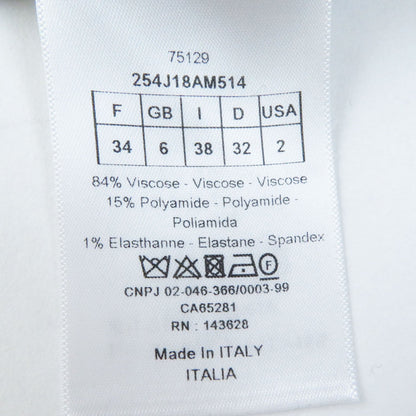 75129
254J18AM514
F GB I D USA
34 6 38 32 2
84% Viscose - Viscose - Viscose
15% Polyamide - Polyamide -
Poliamida
1% Elasthanne - Elastane - Spandex
F
CNPJ 02-046-366/0003-99
CA65281
RN : 143628
Made In ITALY
ITALIA